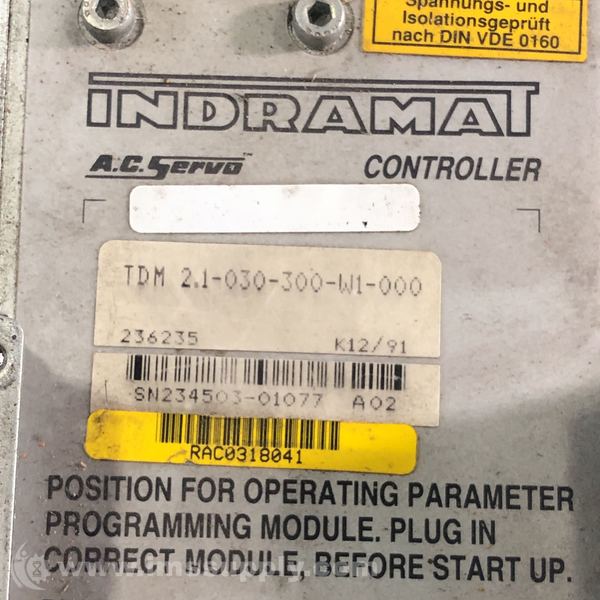 Spannungs- und
Isolationsgeprüft
nach DIN VDE 0160
INDRAMAT
A.C. Servo™ CONTROLLER
TDM 2.1-030-300-W1-000
236235 K12/91
SN234503-01077 A02
RAC0318041
POSITION FOR OPERATING PARAMETER
PROGRAMMING MODULE. PLUG IN
CORRECT MODULE, BEFORE START UP.